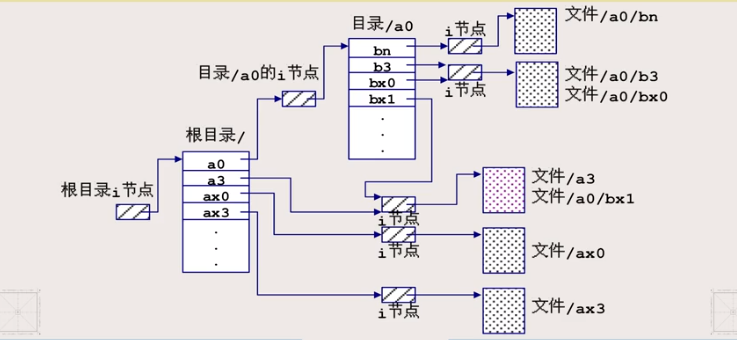 目录/a0
i节点
文件/a0/bn
bn
b3
bx0
bx1
.
.
.
目录/a0的i节点
i节点
文件/a0/b3
文件/a0/bx0
根目录/
a0
a3
ax0
ax3
.
.
.
根目录i节点
i节点
文件/a3
文件/a0/bx1
i节点
文件/ax0
i节点
文件/ax3